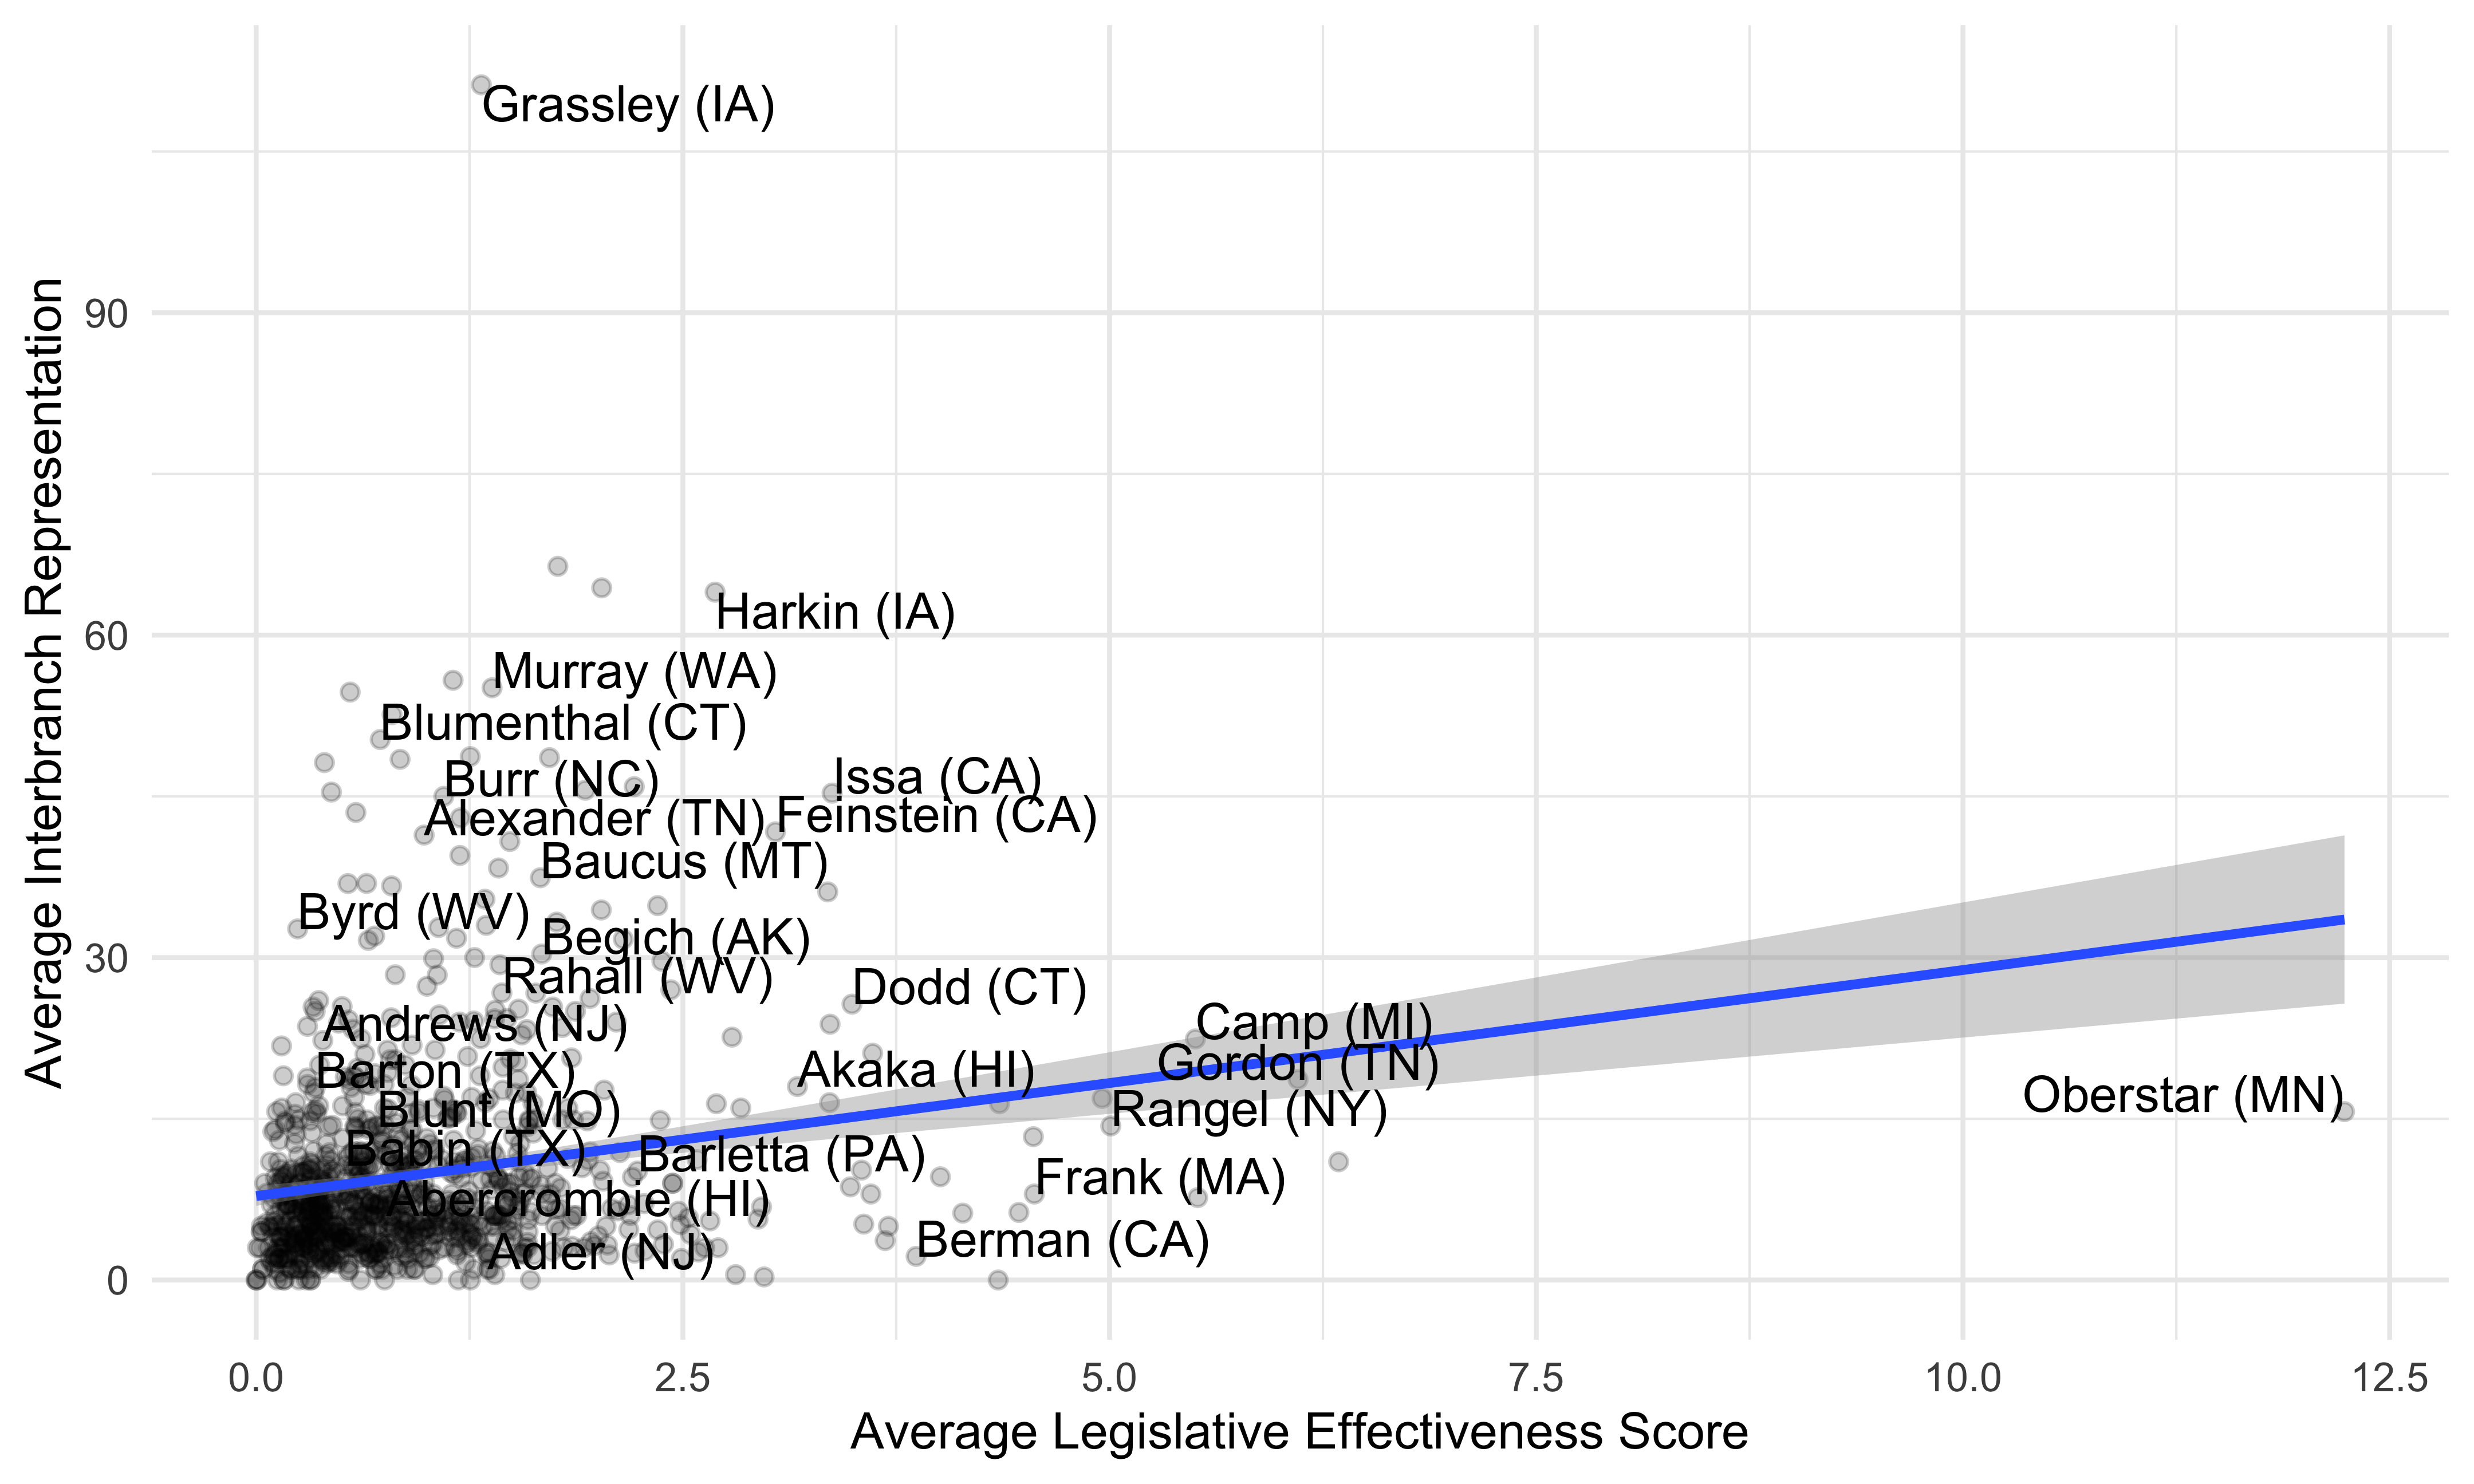 Grassley (IA)
90
Harkin (IA)
60
Murray (WA)
Blumenthal (CT)
Burr (NC)
Issa (CA)
Alexander (TN)
Feinstein (CA)
Baucus (MT)
Byrd (WV)
Begich (AK)
30
Rahall (WV)
Dodd (CT)
Andrews (NJ)
Camp (MI)
Barton (TX)
Akaka (HI)
Gordon (TN)
Blunt (MO)
Rangel (NY)
Oberstar (MN)
Babin (TX)
Barletta (PA)
Abercrombie (HI)
Frank (MA)
Adler (NJ)
Berman (CA)
0
Average Interbranch Representation
0.0 2.5 5.0 7.5 10.0 12.5
Average Legislative Effectiveness Score